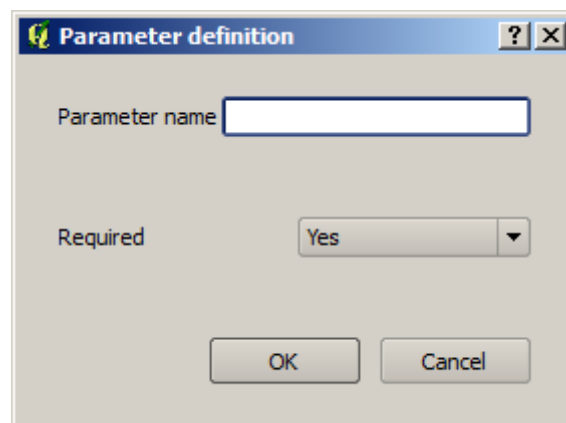 Parameter definition
Parameter name
Required Yes
OK Cancel